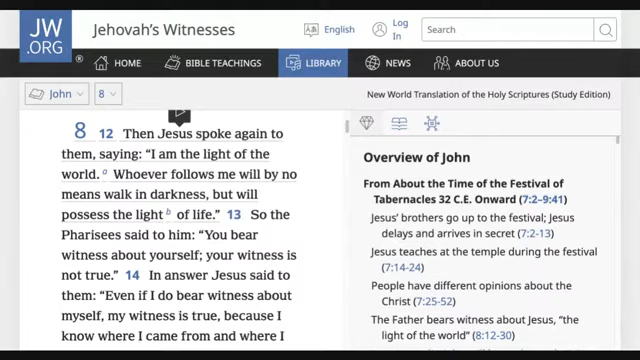 JW
.ORG
®
Jehovah's Witnesses
English
Log
In
Search
HOME
BIBLE TEACHINGS
LIBRARY
NEWS
ABOUT US
John
8
New World Translation of the Holy Scriptures (Study Edition)
8 12 Then Jesus spoke again to
them, saying: “I am the light of the
world. a Whoever follows me will by no
means walk in darkness, but will
possess the light b of life.” 13 So the
Pharisees said to him: “You bear
witness about yourself; your witness is
not true.” 14 In answer Jesus said to
them: “Even if I do bear witness about
myself, my witness is true, because I
know where I came from and where I
Overview of John
From About the Time of the Festival of
Tabernacles 32 C.E. Onward (7:2–9:41)
Jesus’ brothers go up to the festival; Jesus
delays and arrives in secret (7:2-13)
Jesus teaches at the temple during the festival
(7:14-24)
People have different opinions about the
Christ (7:25-52)
The Father bears witness about Jesus, “the
light of the world” (8:12-30)